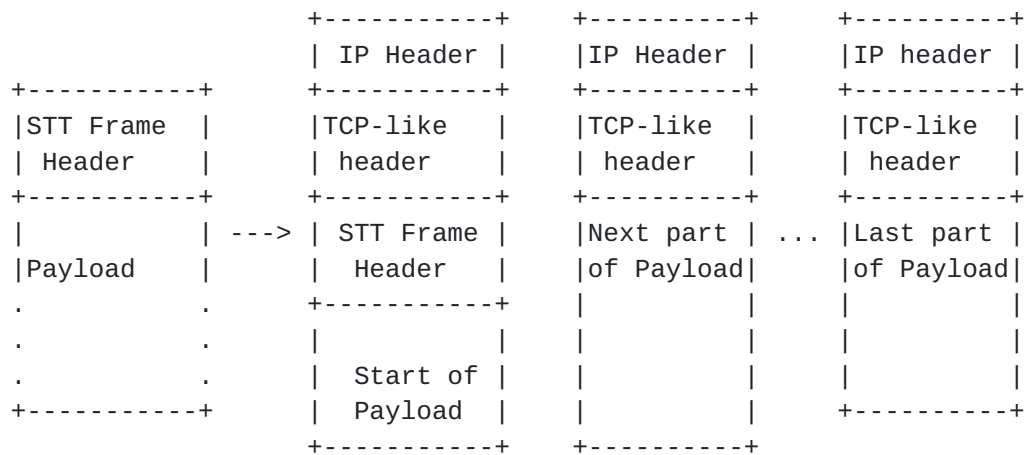 +-----------+    +----------+     +----------+
                    | IP Header |    |IP Header |     |IP header |
+-----------+       +-----------+    +----------+     +----------+
|STT Frame  |       |TCP-like   |    |TCP-like  |     |TCP-like  |
| Header    |       | header    |    | header   |     | header   |
+-----------+       +-----------+    +----------+     +----------+
|           | --->  | STT Frame |    |Next part | ... |Last part |
|Payload    |       |  Header   |    |of Payload|     |of Payload|
.           .       +-----------+    |          |     |          |
.           .       |           |    |          |     |          |
.           .       |  Start of |    |          |     |          |
+-----------+       |  Payload  |    |          |     +----------+
                    +-----------+    +----------+